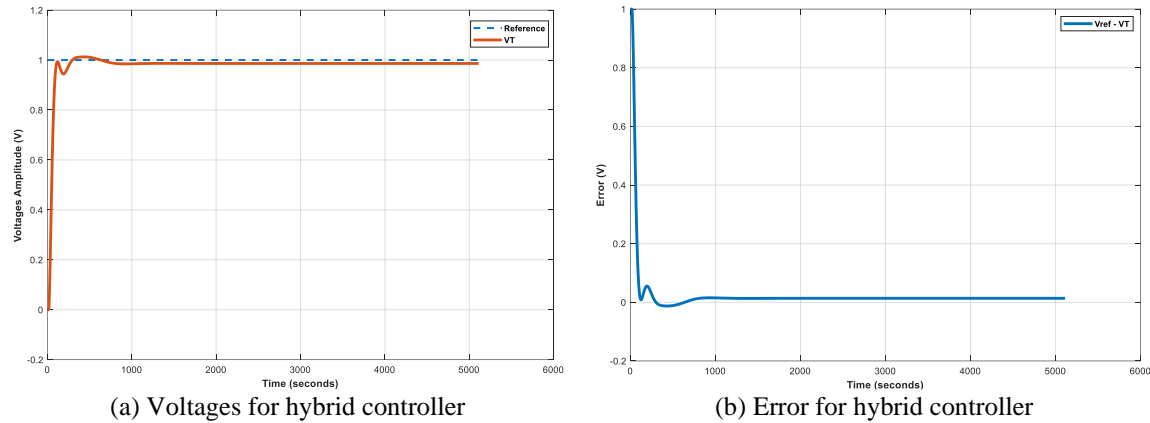 1.2
1
0.8
0.6
0.4
0.2
0
-0.2
Voltages Amplitude (V)
Reference
VT
0 1000 2000 3000 4000 5000 6000
Time (seconds)
(a) Voltages for hybrid controller
1
0.8
0.6
0.4
0.2
0
-0.2
Error (V)
Vref - VT
0 1000 2000 3000 4000 5000 6000
Time (seconds)
(b) Error for hybrid controller